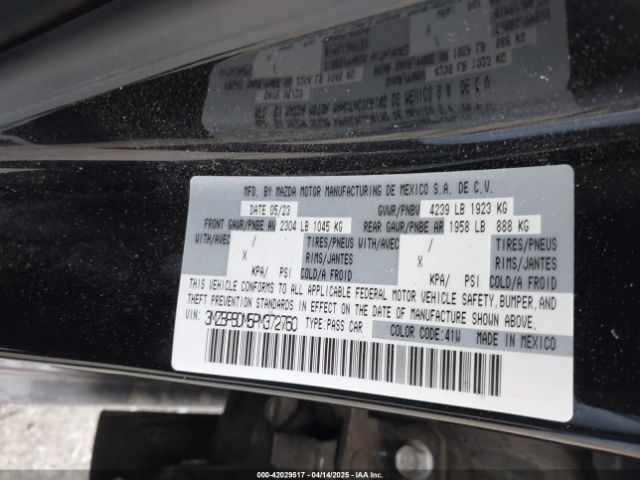 MFD. BY MAZDA MOTOR MANUFACTURING DE MEXICO S.A. DE C.V.
DATE 05/23 GVWR/PNBV 4239 LB 1923 KG
FRONT GAWR/PNBE AV 2304 LB 1045 KG REAR GAWR/PNBE AR 1958 LB 888 KG
WITH/AVEC / TIRES/PNEUS WITH/AVEC / TIRES/PNEUS
X RIMS/JANTES X RIMS/JANTES
KPA/ PSI COLD/A FROID KPA/ PSI COLD/A FROID
THIS VEHICLE CONFORMS TO ALL APPLICABLE FEDERAL MOTOR VEHICLE SAFETY, BUMPER, AND
THEFT PREVENTION STANDARDS IN EFFECT ON THE DATE OF MANUFACTURE SHOWN ABOVE.
VIN: TYPE:PASS CAR COLOR CODE:41W MADE IN MEXICO
000-42029517 04/14/2025 IAAI.COM